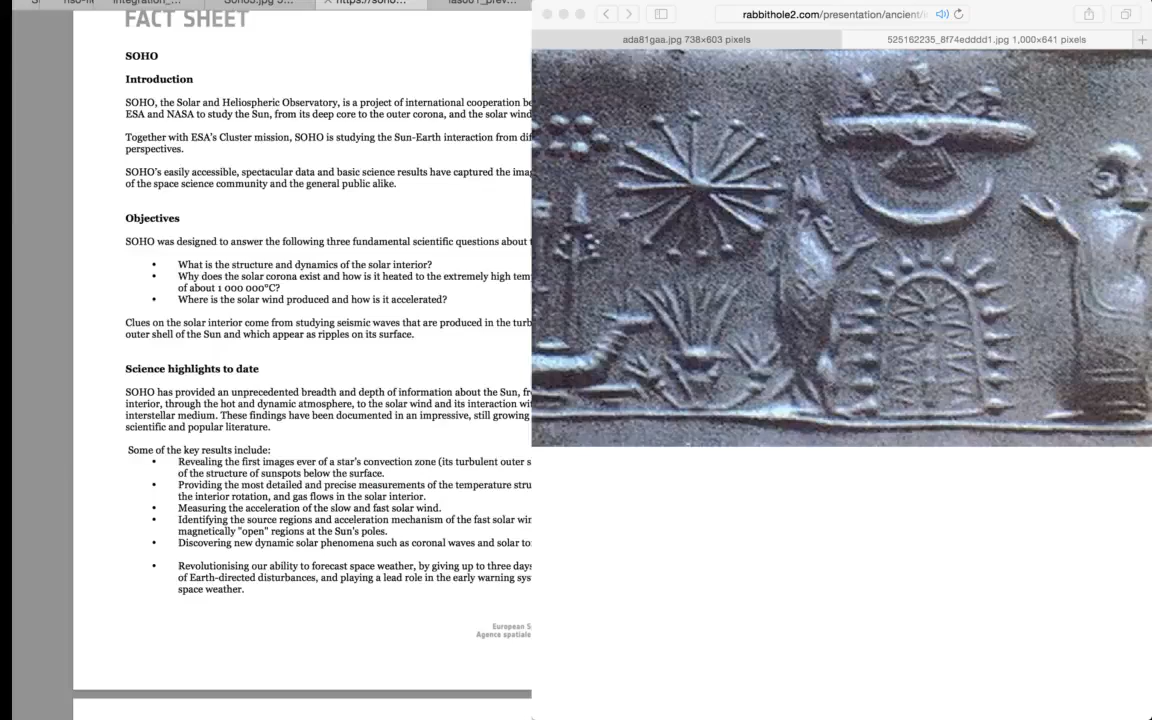 integration_...
Soho3.jpg 3...
https://soho...
las001_prev...
rabbithole2.com/presentation/ancient/
ada81gaa.jpg 738×603 pixels
525162235_8f74edddd1.jpg 1,000×641 pixels
FACT SHEET
SOHO
Introduction
SOHO, the Solar and Heliospheric Observatory, is a project of international cooperation be
ESA and NASA to study the Sun, from its deep core to the outer corona, and the solar wind
Together with ESA's Cluster mission, SOHO is studying the Sun-Earth interaction from dif
perspectives.
SOHO's easily accessible, spectacular data and basic science results have captured the imag
of the space science community and the general public alike.
Objectives
SOHO was designed to answer the following three fundamental scientific questions about t
• What is the structure and dynamics of the solar interior?
• Why does the solar corona exist and how is it heated to the extremely high tem
of about 1 000 000°C?
• Where is the solar wind produced and how is it accelerated?
Clues on the solar interior come from studying seismic waves that are produced in the turb
outer shell of the Sun and which appear as ripples on its surface.
Science highlights to date
SOHO has provided an unprecedented breadth and depth of information about the Sun, fr
interior, through the hot and dynamic atmosphere, to the solar wind and its interaction wi
interstellar medium. These findings have been documented in an impressive, still growing
scientific and popular literature.
Some of the key results include:
• Revealing the first images ever of a star's convection zone (its turbulent outer s
of the structure of sunspots below the surface.
• Providing the most detailed and precise measurements of the temperature stru
the interior rotation, and gas flows in the solar interior.
• Measuring the acceleration of the slow and fast solar wind.
• Identifying the source regions and acceleration mechanism of the fast solar win
magnetically "open" regions at the Sun's poles.
• Discovering new dynamic solar phenomena such as coronal waves and solar to
• Revolutionising our ability to forecast space weather, by giving up to three days
of Earth-directed disturbances, and playing a lead role in the early warning sys
space weather.
European S
Agence spatiale